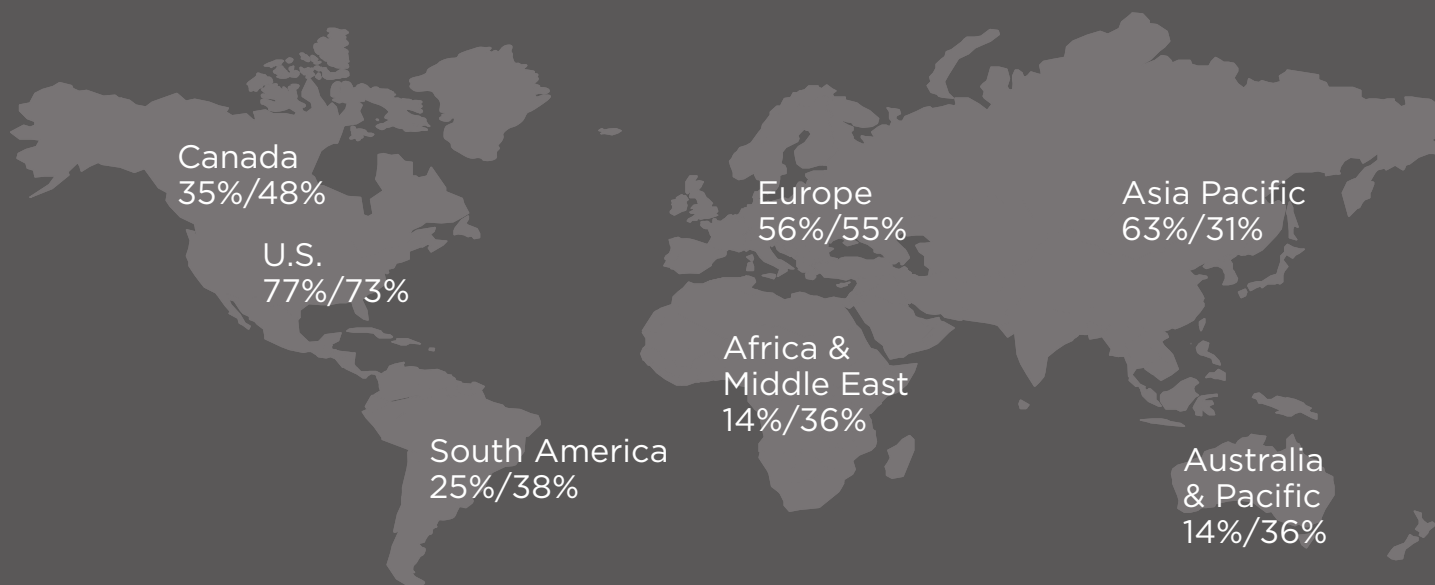 Canada
35%/48%
U.S.
77%/73%
South America
25%/38%
Europe
56%/55%
Africa &
Middle East
14%/36%
Asia Pacific
63%/31%
Australia
& Pacific
14%/36%